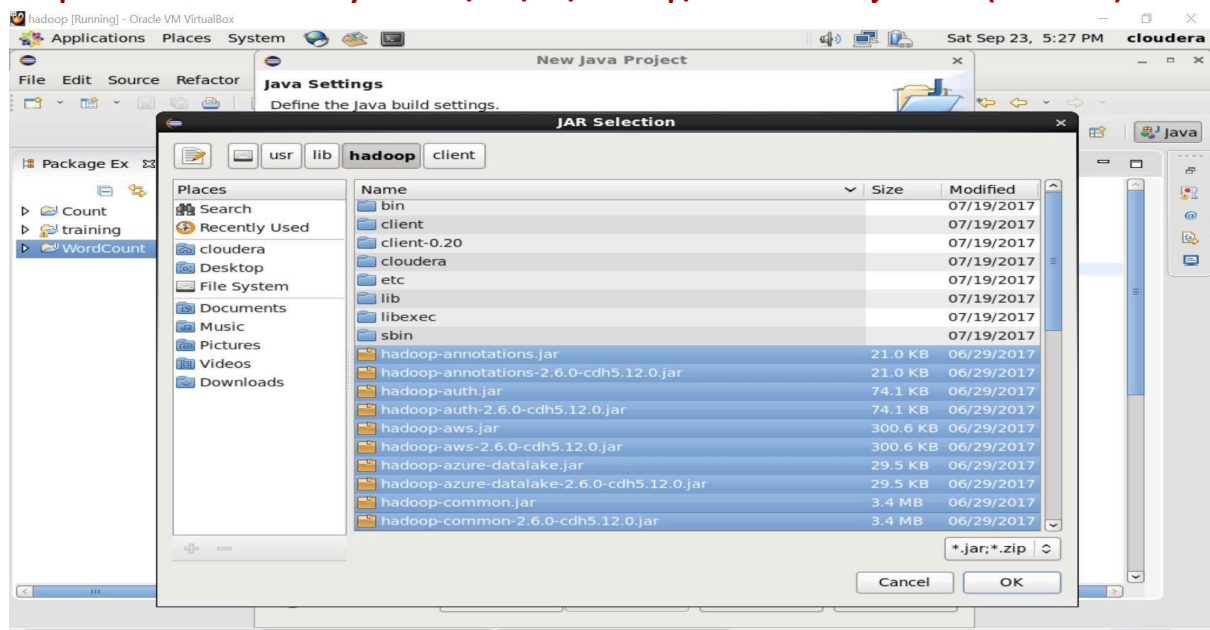 hadoop [Running] - Oracle VM VirtualBox
Applications Places System Sat Sep 23, 5:27 PM cloudera
New Java Project
File Edit Source Refactor
Java Settings
Define the Java build settings.
JAR Selection
Java
usr lib hadoop client
Package Ex
Places Name Size Modified
Search bin 07/19/2017
Count Recently Used client 07/19/2017
training client-0.20 07/19/2017
WordCount cloudera cloudera 07/19/2017
Desktop etc 07/19/2017
File System lib 07/19/2017
Documents libexec 07/19/2017
Music sbin 07/19/2017
Pictures hadoop-annotations.jar 21.0 KB 06/29/2017
Videos hadoop-annotations-2.6.0-cdh5.12.0.jar 21.0 KB 06/29/2017
Downloads hadoop-auth.jar 74.1 KB 06/29/2017
hadoop-auth-2.6.0-cdh5.12.0.jar 74.1 KB 06/29/2017
hadoop-aws.jar 300.6 KB 06/29/2017
hadoop-aws-2.6.0-cdh5.12.0.jar 300.6 KB 06/29/2017
hadoop-azure-datalake.jar 29.5 KB 06/29/2017
hadoop-azure-datalake-2.6.0-cdh5.12.0.jar 29.5 KB 06/29/2017
hadoop-common.jar 3.4 MB 06/29/2017
hadoop-common-2.6.0-cdh5.12.0.jar 3.4 MB 06/29/2017
*.jar;*.zip
Cancel OK